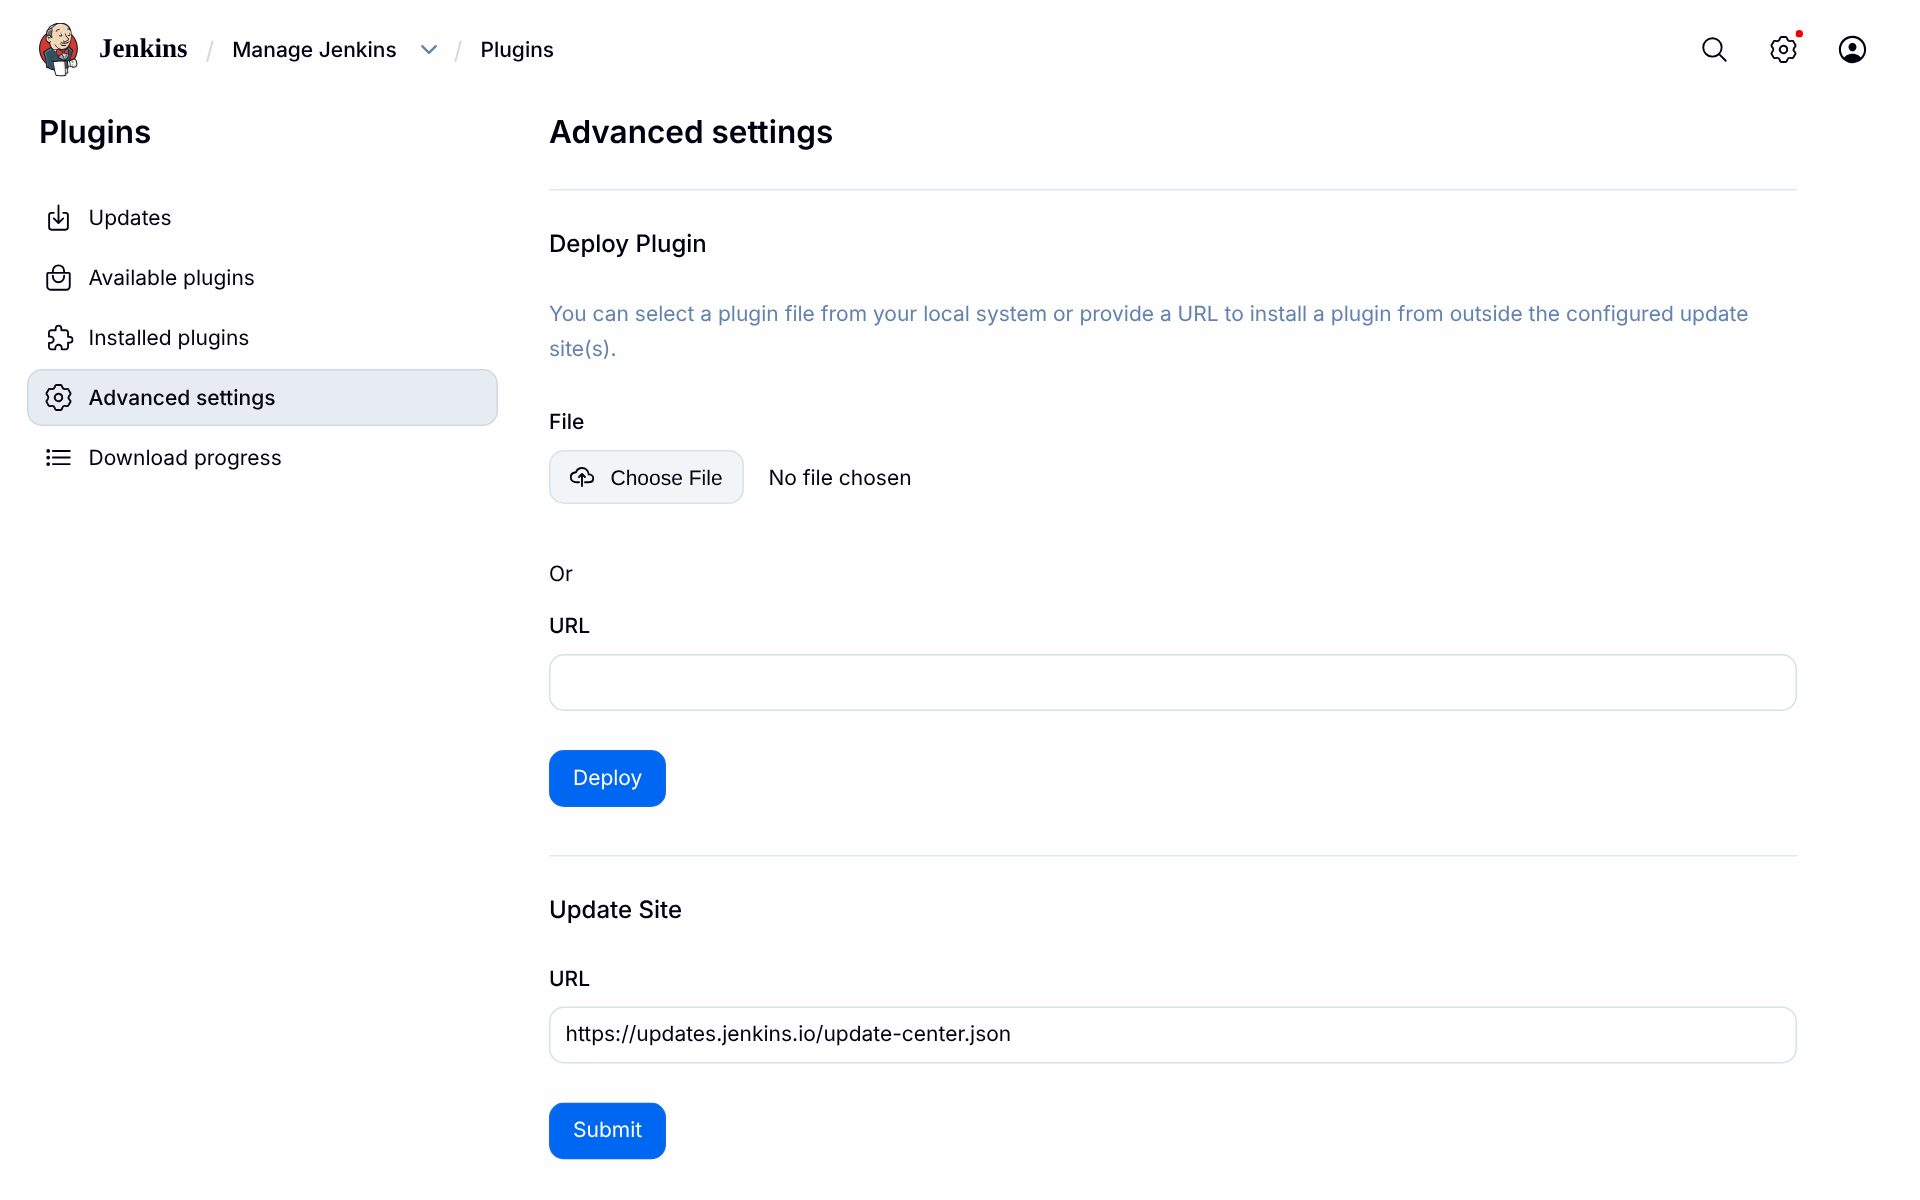 Jenkins / Manage Jenkins / Plugins
Plugins
Updates
Available plugins
Installed plugins
Advanced settings
Download progress
Advanced settings
Deploy Plugin
You can select a plugin file from your local system or provide a URL to install a plugin from outside the configured update
site(s).
File
Choose File No file chosen
Or
URL
Deploy
Update Site
URL
https://updates.jenkins.io/update-center.json
Submit